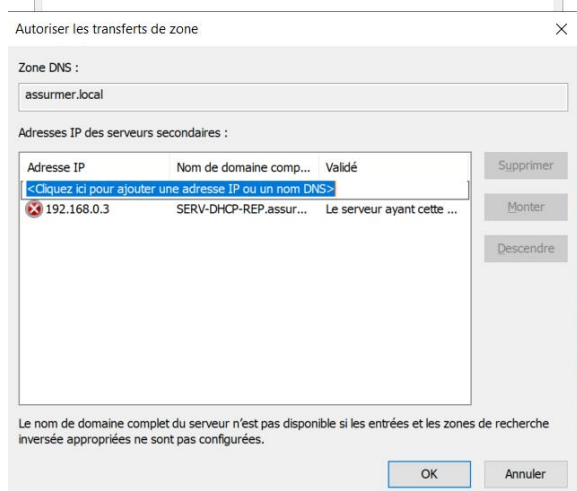 Autoriser les transferts de zone
Zone DNS :
assurmer.local
Adresses IP des serveurs secondaires :
Adresse IP Nom de domaine comp... Validé
<Cliquez ici pour ajouter une adresse IP ou un nom DNS>
192.168.0.3 SERV-DHCP-REP.assur... Le serveur ayant cette ...
Supprimer
Monter
Descendre
Le nom de domaine complet du serveur n'est pas disponible si les entrées et les zones de recherche
inversée appropriées ne sont pas configurées.
OK Annuler